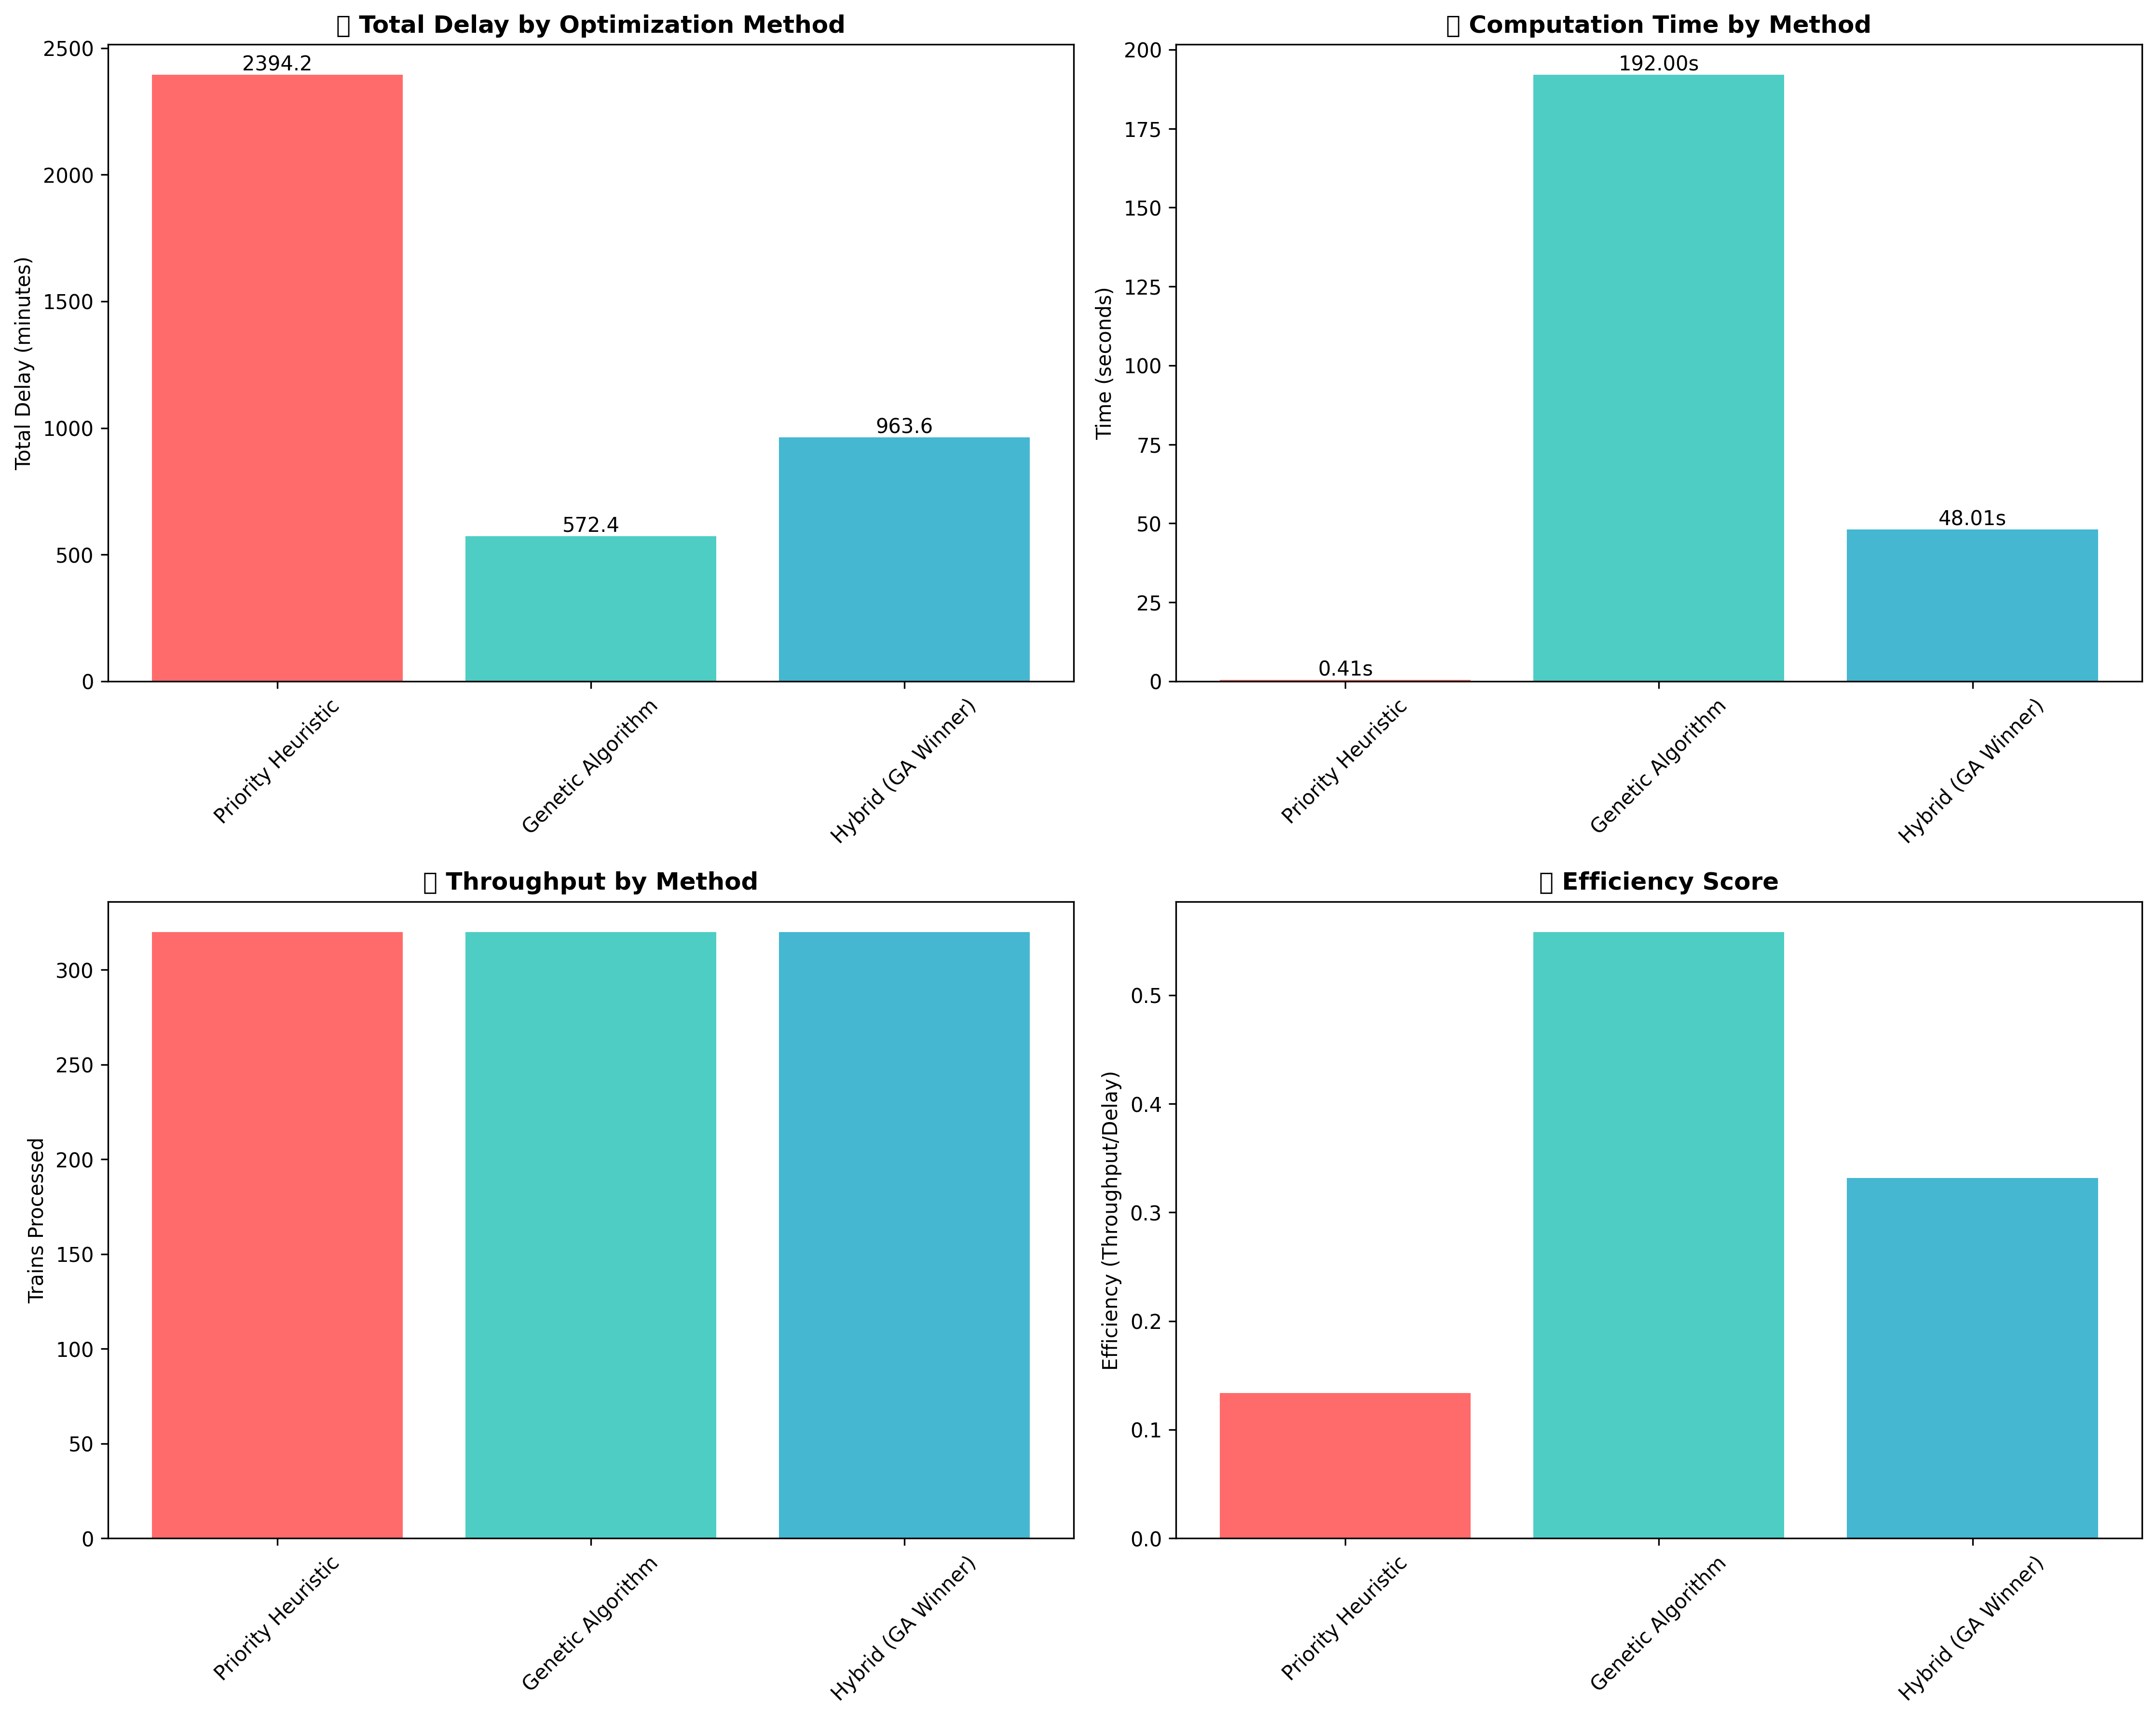 Total Delay by Optimization Method
2500
2000
1500
1000
500
0
Total Delay (minutes)
2394.2
572.4
963.6
Priority Heuristic
Genetic Algorithm
Hybrid (GA Winner)
Computation Time by Method
200
175
150
125
100
75
50
25
0
Time (seconds)
0.41s
192.00s
48.01s
Priority Heuristic
Genetic Algorithm
Hybrid (GA Winner)
Throughput by Method
300
250
200
150
100
50
0
Trains Processed
Priority Heuristic
Genetic Algorithm
Hybrid (GA Winner)
Efficiency Score
0.5
0.4
0.3
0.2
0.1
0.0
Efficiency (Throughput/Delay)
Priority Heuristic
Genetic Algorithm
Hybrid (GA Winner)